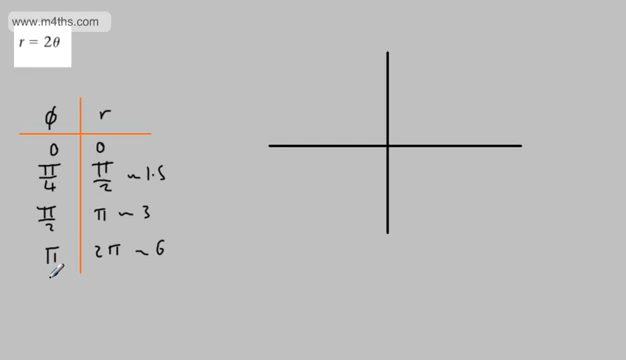 www.m4ths.com
r = 2θ
ϕ r
0 0
π/4 π/2 ~ 1.5
π/2 π ~ 3
π 2π ~ 6